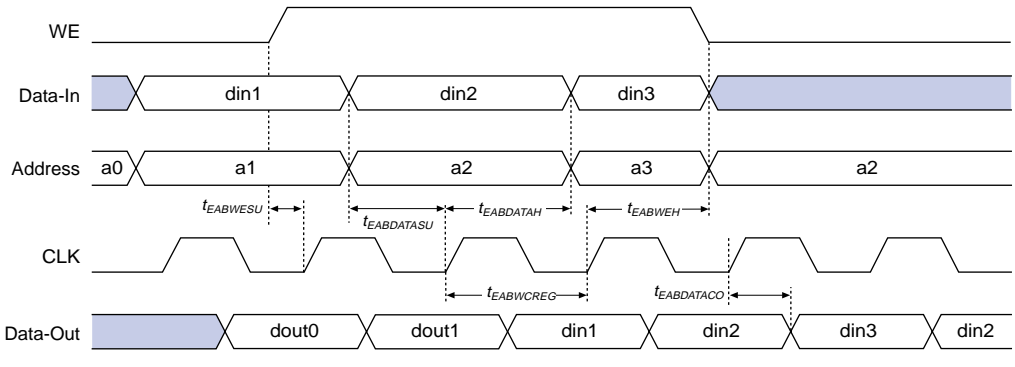 WE
Data-In din1 din2 din3
Address a0 a1 a2 a3 a2
tEABWESU tEABDATASU tEABDATAH tEABWEH
CLK
tEABWCREG tEABDATACO
Data-Out dout0 dout1 din1 din2 din3 din2